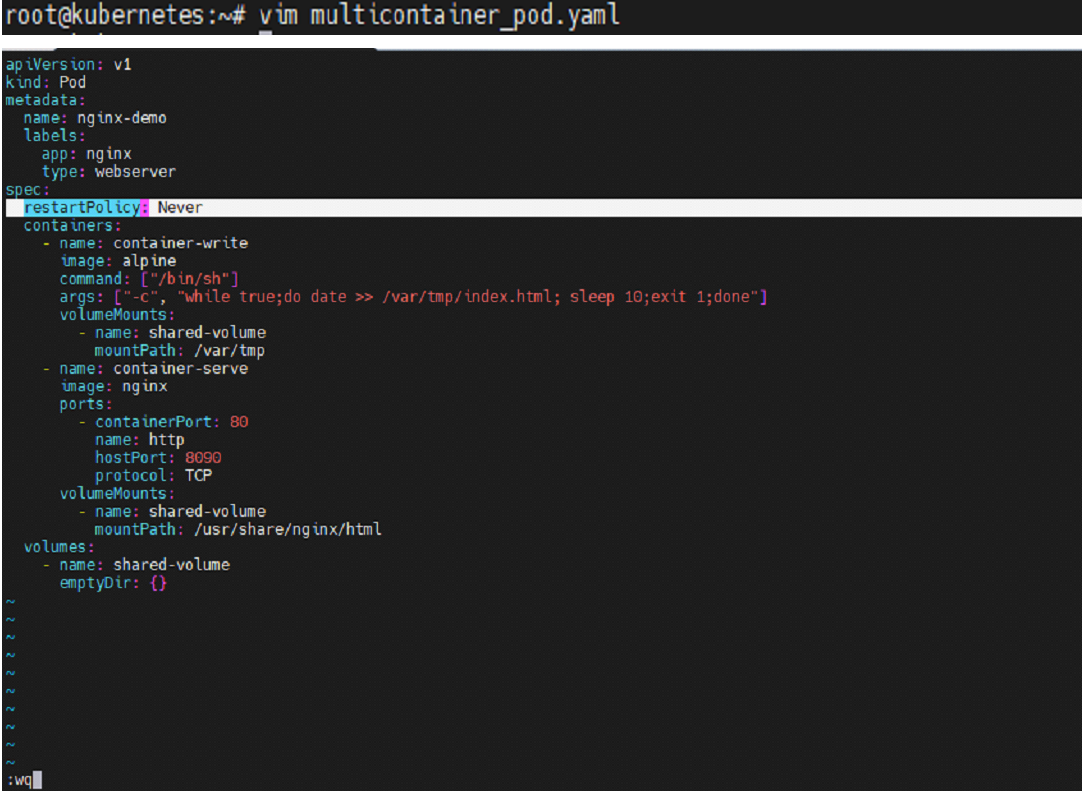 root@kubernetes:~# vim multicontainer_pod.yaml
apiVersion: v1
kind: Pod
metadata:
  name: nginx-demo
  labels:
    app: nginx
    type: webserver
spec:
  restartPolicy: Never
  containers:
    - name: container-write
      image: alpine
      command: ["/bin/sh"]
      args: ["-c", "while true;do date >> /var/tmp/index.html; sleep 10;exit 1;done"]
      volumeMounts:
        - name: shared-volume
          mountPath: /var/tmp
    - name: container-serve
      image: nginx
      ports:
        - containerPort: 80
          name: http
          hostPort: 8090
          protocol: TCP
      volumeMounts:
        - name: shared-volume
          mountPath: /usr/share/nginx/html
  volumes:
    - name: shared-volume
      emptyDir: {}
~
~
~
~
~
~
~
~
~
~
:wq